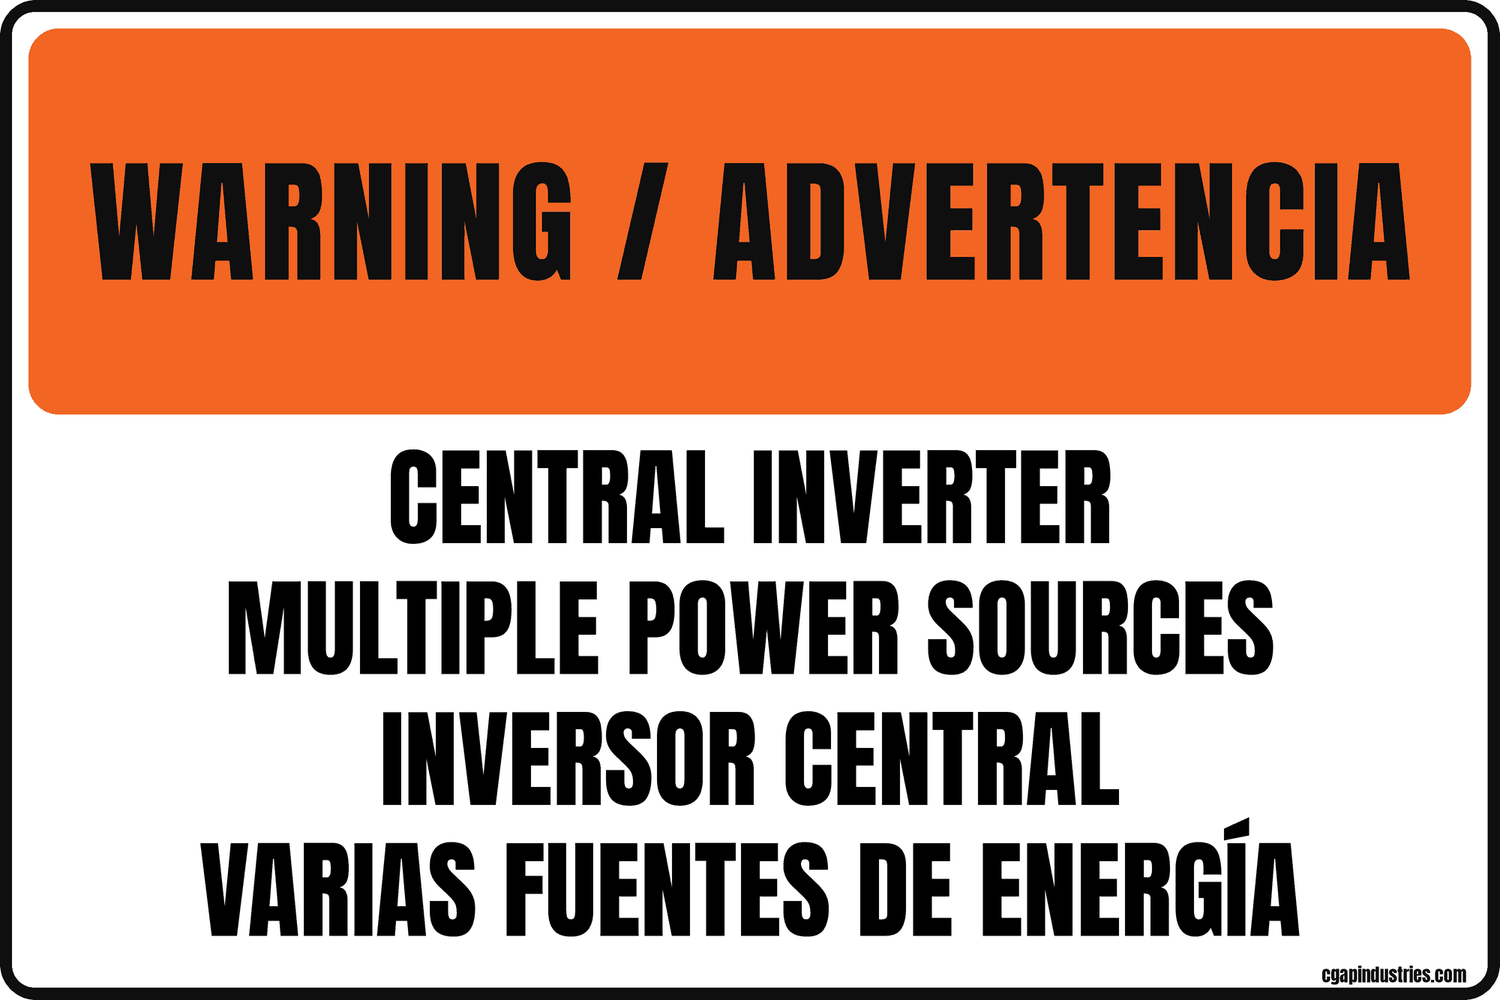 WARNING / ADVERTENCIA
CENTRAL INVERTER
MULTIPLE POWER SOURCES
INVERSOR CENTRAL
VARIAS FUENTES DE ENERGÍA
cgapindustries.com